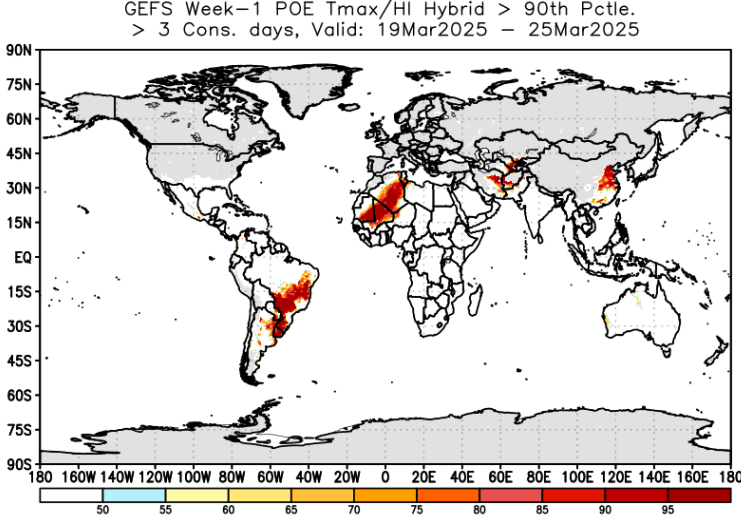 GEFS Week-1 POE Tmax/HI Hybrid > 90th Pctle.
> 3 Cons. days, Valid: 19Mar2025 - 25Mar2025
90N
75N
60N
45N
30N
15N
EQ
15S
30S
45S
60S
75S
90S
180 160W 140W 120W 100W 80W 60W 40W 20W 0 20E 40E 60E 80E 100E 120E 140E 160E 180
50 55 60 65 70 75 80 85 90 95